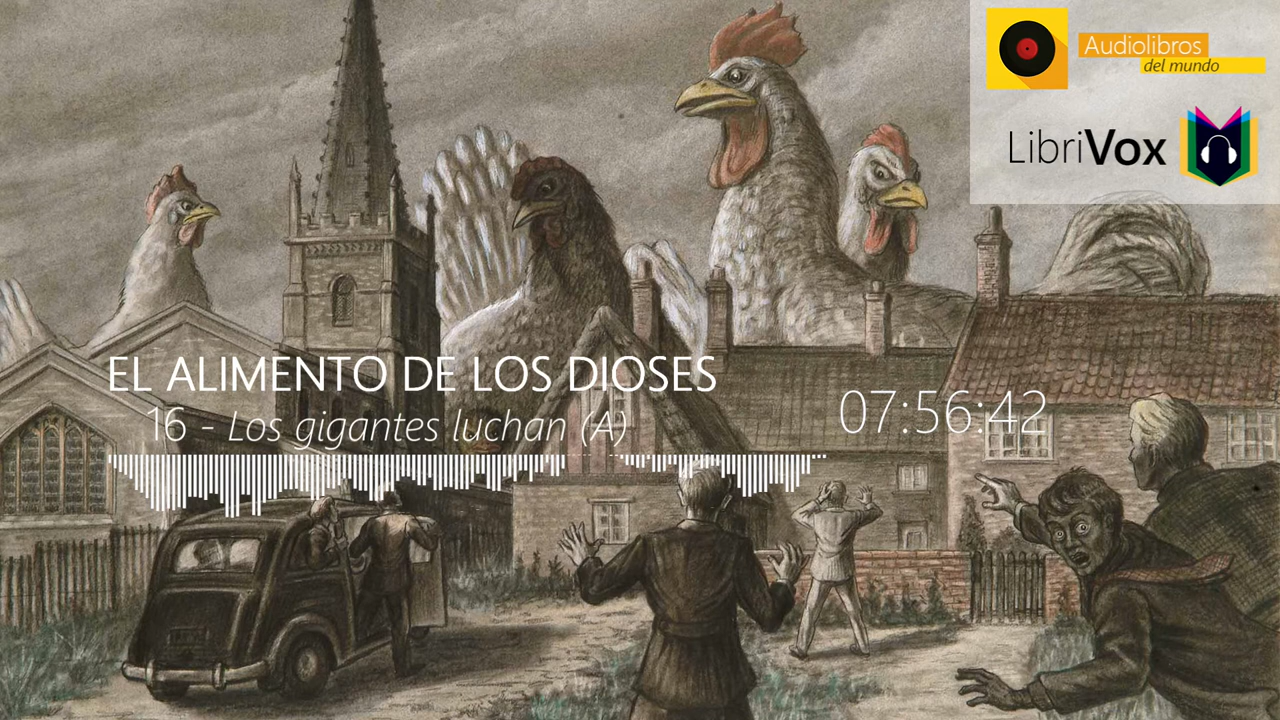 Audiolibros
del mundo
LibriVox
EL ALIMENTO DE LOS DIOSES
16 - Los gigantes luchan (A)
07:56:42